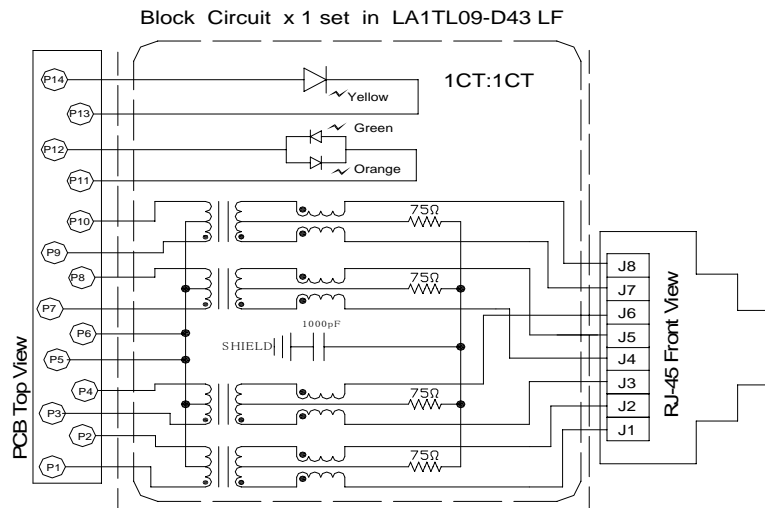 Block Circuit x 1 set in LA1TL09-D43 LF
1CT:1CT
P14
Yellow
P13
Green
P12
Orange
P11
P10
75Ω
P9
P8
75Ω
P7
P6
1000pF
SHIELD
P5
P4
75Ω
P3
P2
75Ω
P1
PCB Top View
J8
J7
J6
J5
J4
J3
J2
J1
RJ-45 Front View